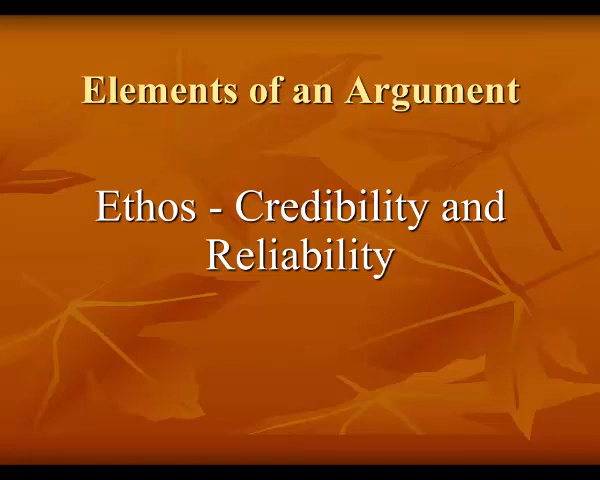 Elements of an Argument
Ethos - Credibility and
Reliability